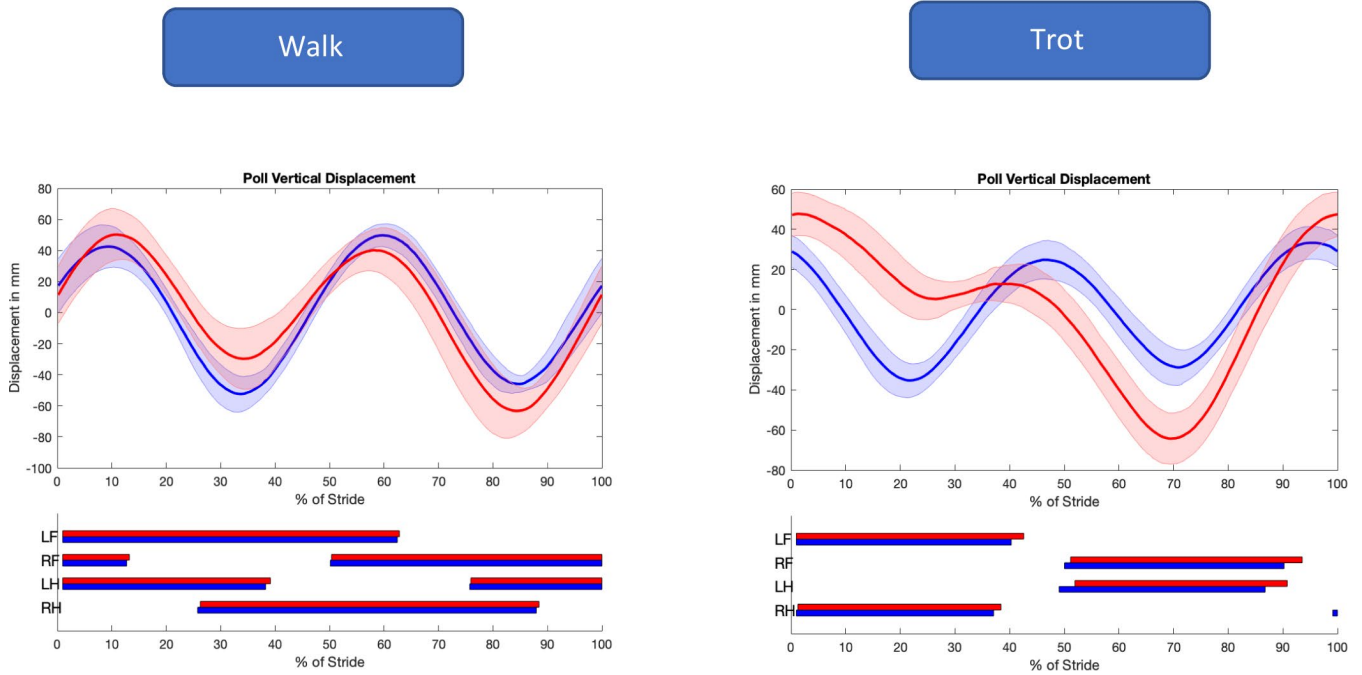 Walk
Trot
Poll Vertical Displacement
Displacement in mm
80
60
40
20
0
-20
-40
-60
-80
-100
0 10 20 30 40 50 60 70 80 90 100
% of Stride
LF
RF
LH
RH
0 10 20 30 40 50 60 70 80 90 100
% of Stride
Poll Vertical Displacement
Displacement in mm
60
40
20
0
-20
-40
-60
-80
0 10 20 30 40 50 60 70 80 90 100
% of Stride
LF
RF
LH
RH
0 10 20 30 40 50 60 70 80 90 100
% of Stride